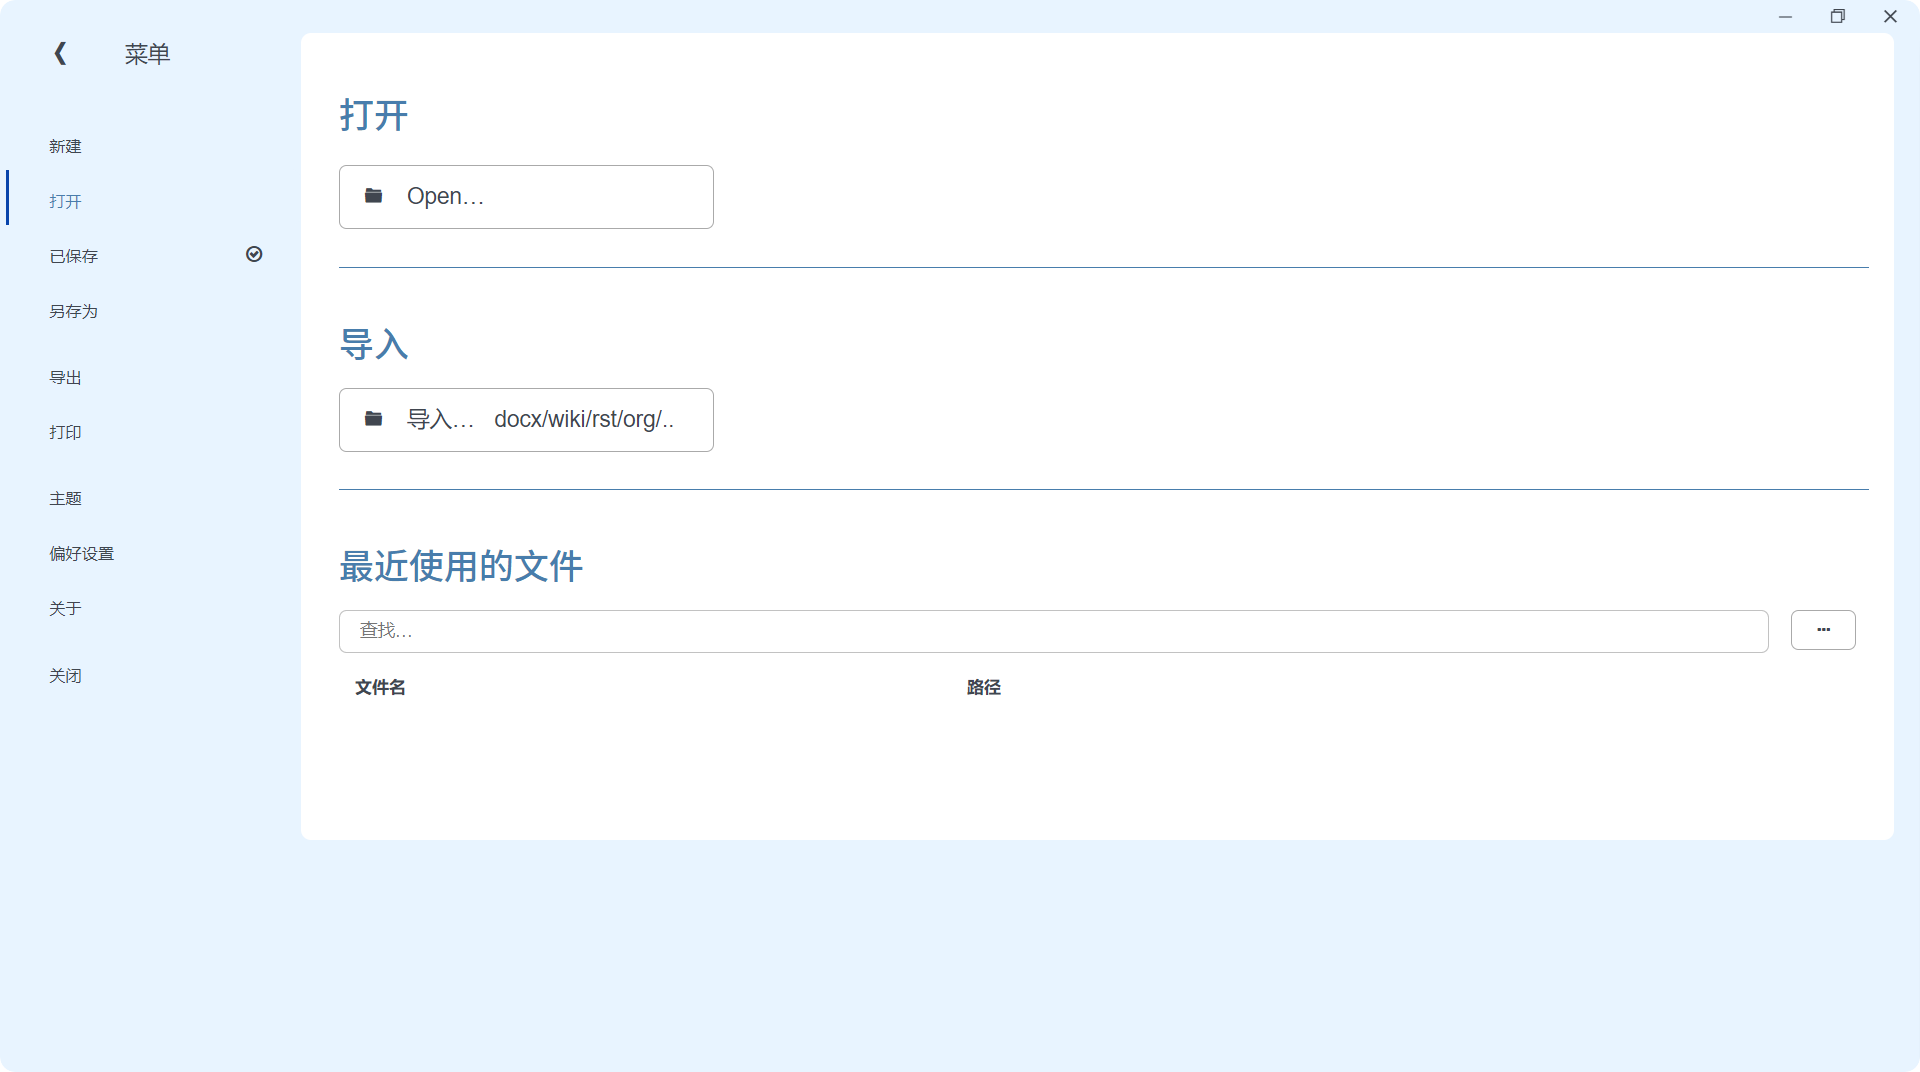 菜单
新建
打开
已保存
另存为
导出
打印
主题
偏好设置
关于
关闭
打开
Open…
导入
导入… docx/wiki/rst/org/..
最近使用的文件
查找…
文件名 路径